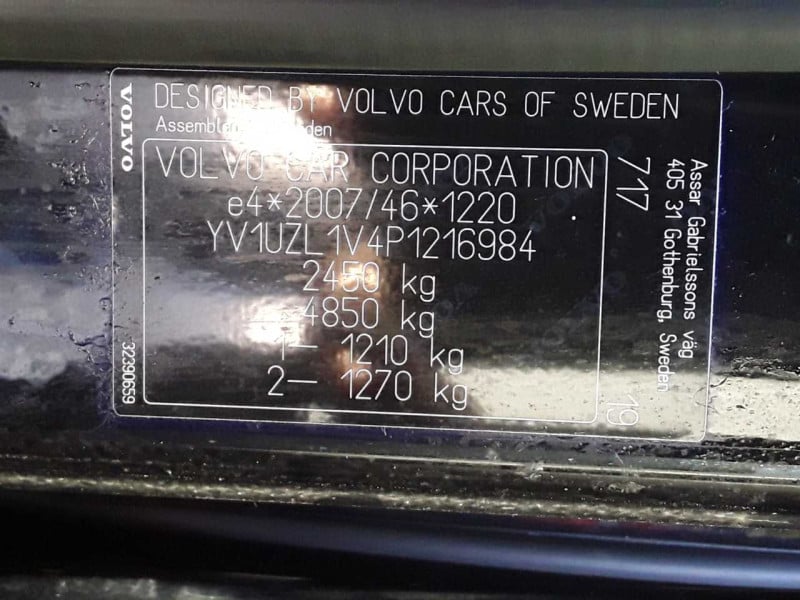 VOLVO
DESIGNED BY VOLVO CARS OF SWEDEN
VOLVO CAR CORPORATION
e4*2007/46*1220
YV1UZL1V4P1216984
2450 kg
4850 kg
1- 1210 kg
2- 1270 kg
32390659
717
19
Assar Gabrielssons väg
405 31 Gothenburg, Sweden